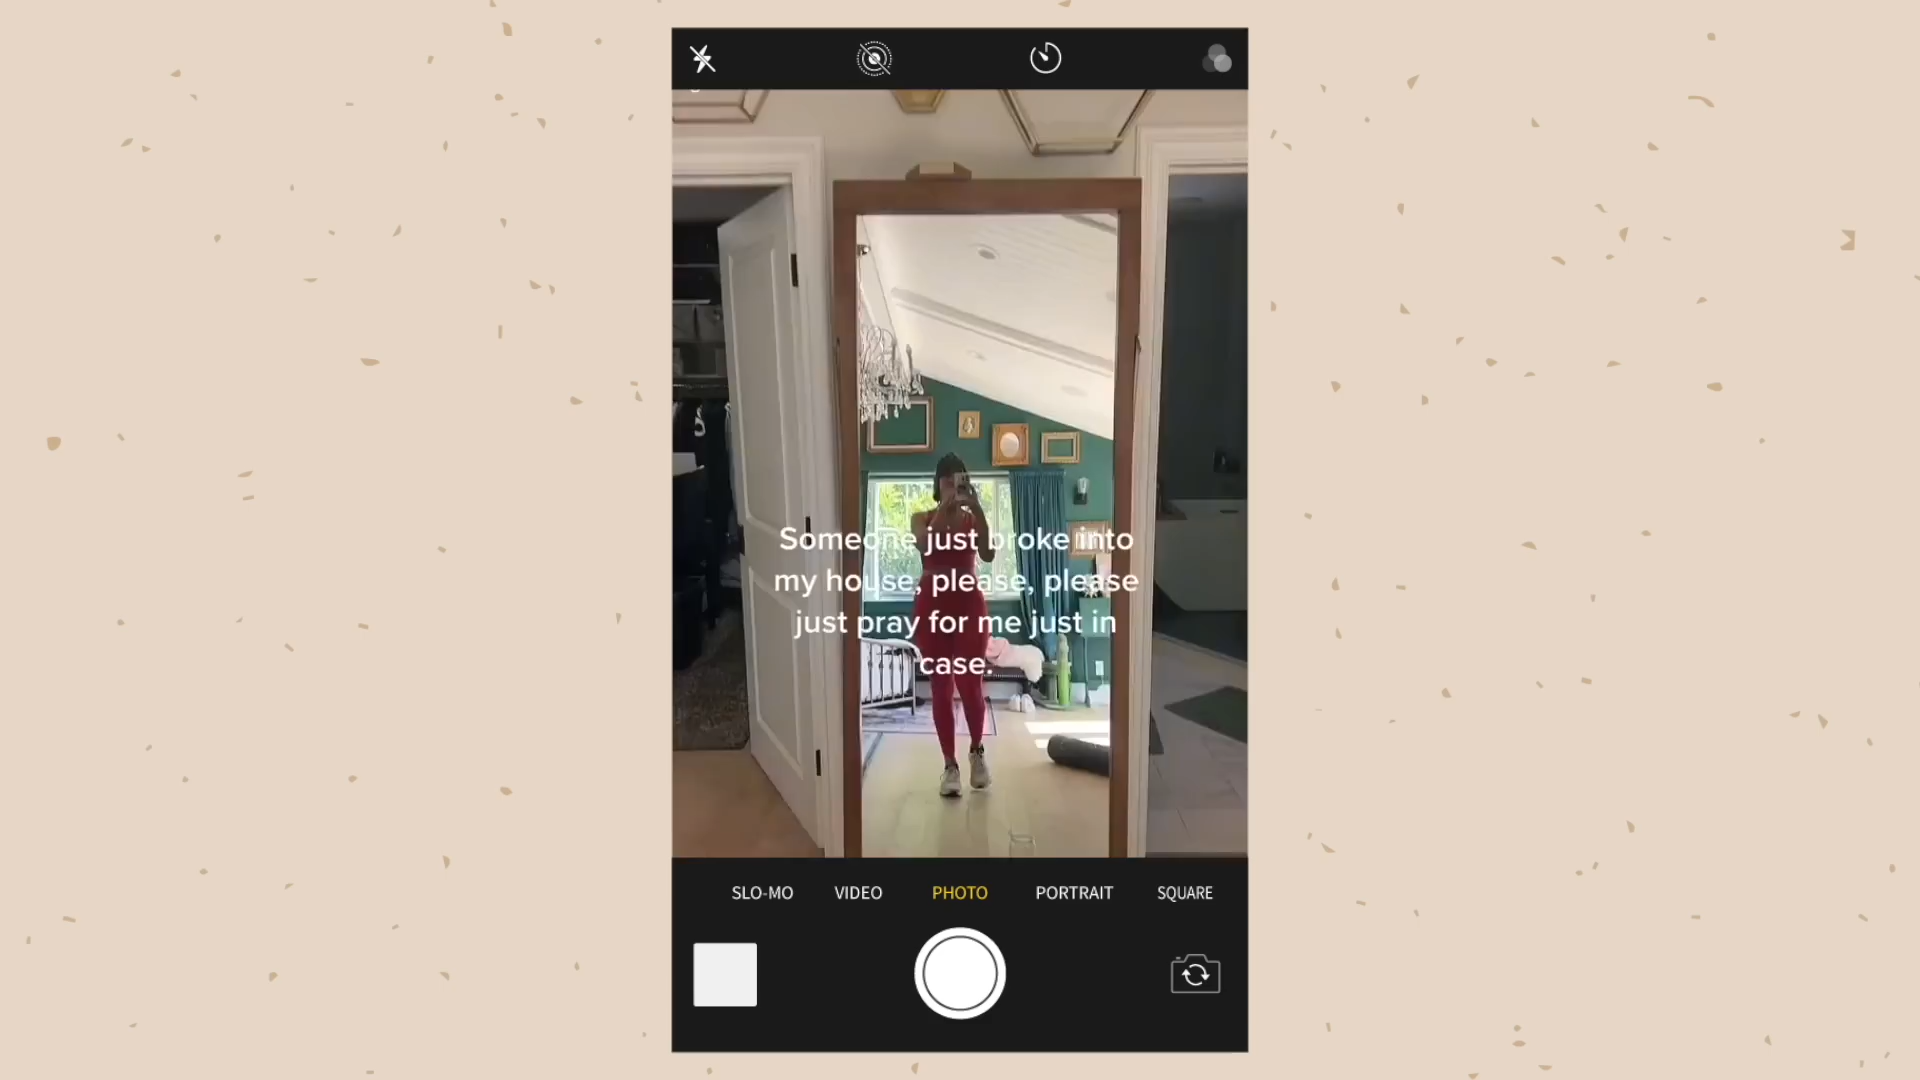 Someone just broke into
my house, please, please
just pray for me just in
case.
SLO-MO VIDEO PHOTO PORTRAIT SQUARE